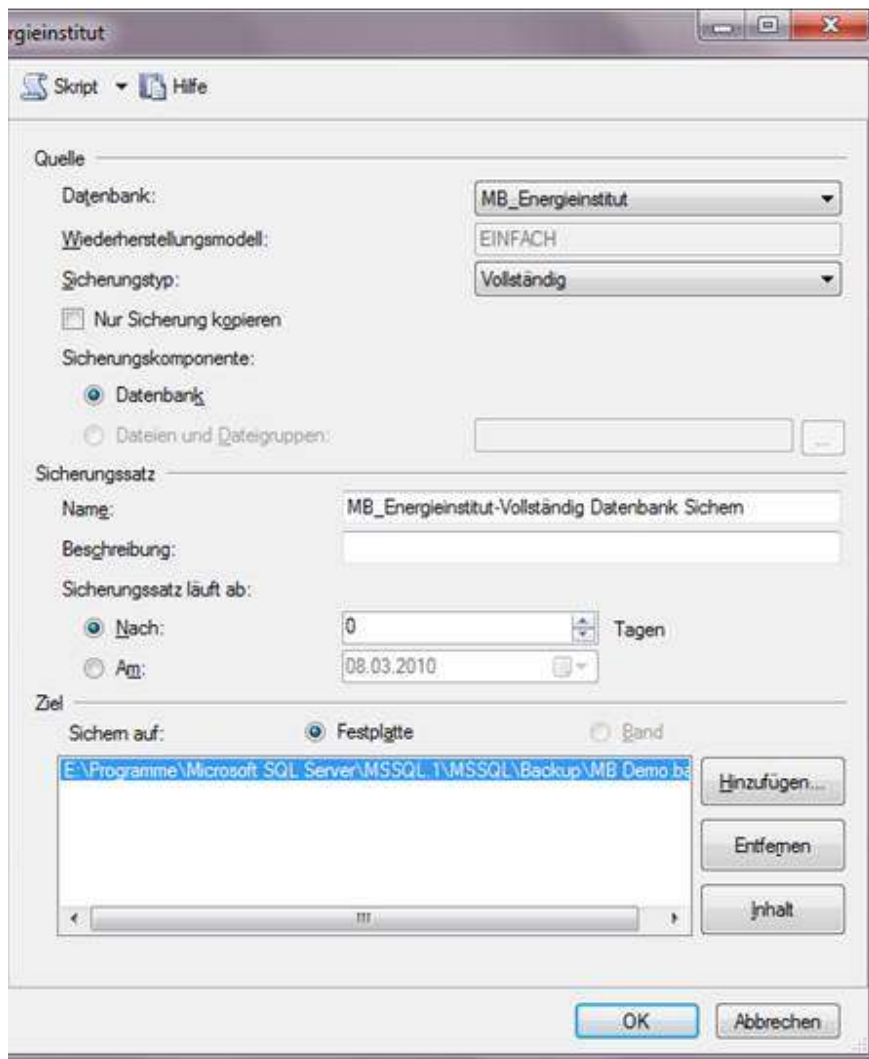 rgieinstitut
Skript Hilfe
Quelle
Datenbank: MB_Energieinstitut
Wiederherstellungsmodell: EINFACH
Sicherungstyp: Vollständig
Nur Sicherung kopieren
Sicherungskomponente:
Datenbank
Dateien und Dateigruppen: ...
Sicherungssatz
Name: MB_Energieinstitut-Vollständig Datenbank Sichern
Beschreibung:
Sicherungssatz läuft ab:
Nach: 0 Tagen
Am: 08.03.2010
Ziel
Sichern auf: Festplatte Band
E:\Programme\Microsoft SQL Server\MSSQL.1\MSSQL\Backup\MB Demo.ba
Hinzufügen...
Entfernen
Inhalt
OK Abbrechen